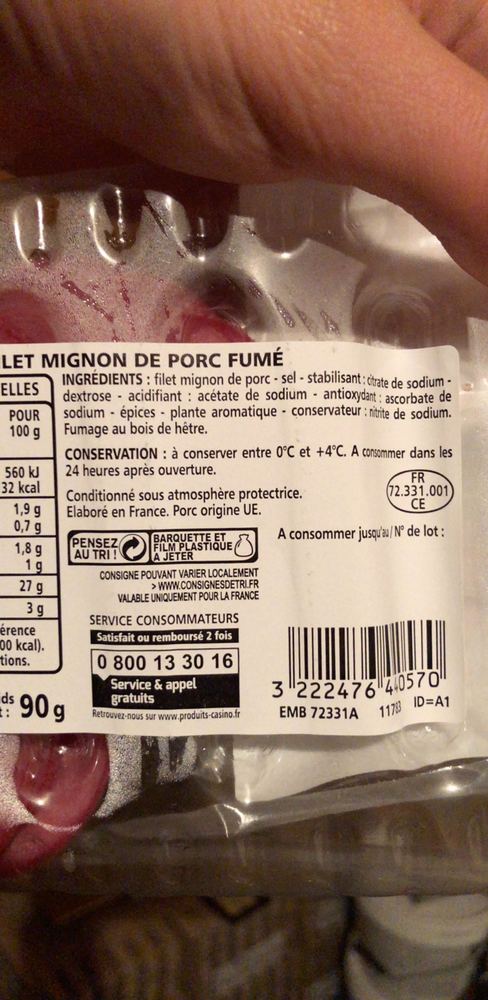 LET MIGNON DE PORC FUMÉ
ELLES
POUR
100 g
560 kJ
32 kcal
1,9 g
0,7 g
1,8 g
1 g
27 g
3 g
érence
00 kcal).
tions.
ids
: 90 g
INGRÉDIENTS : filet mignon de porc - sel - stabilisant : citrate de sodium -
dextrose - acidifiant : acétate de sodium - antioxydant : ascorbate de
sodium - épices - plante aromatique - conservateur : nitrite de sodium.
Fumage au bois de hêtre.
CONSERVATION : à conserver entre 0°C et +4°C. A consommer dans les
24 heures après ouverture.
Conditionné sous atmosphère protectrice.
Elaboré en France. Porc origine UE.
FR
72.331.001
CE
PENSEZ
AU TRI !
BARQUETTE ET
FILM PLASTIQUE
A JETER
CONSIGNE POUVANT VARIER LOCALEMENT
> WWW.CONSIGNESDETRI.FR
VALABLE UNIQUEMENT POUR LA FRANCE
A consommer jusqu'au / N° de lot :
SERVICE CONSOMMATEURS
Satisfait ou remboursé 2 fois
0 800 13 30 16
Service & appel
gratuits
Retrouvez-nous sur www.produits-casino.fr
3 222476 440570
EMB 72331A 11783 ID=A1